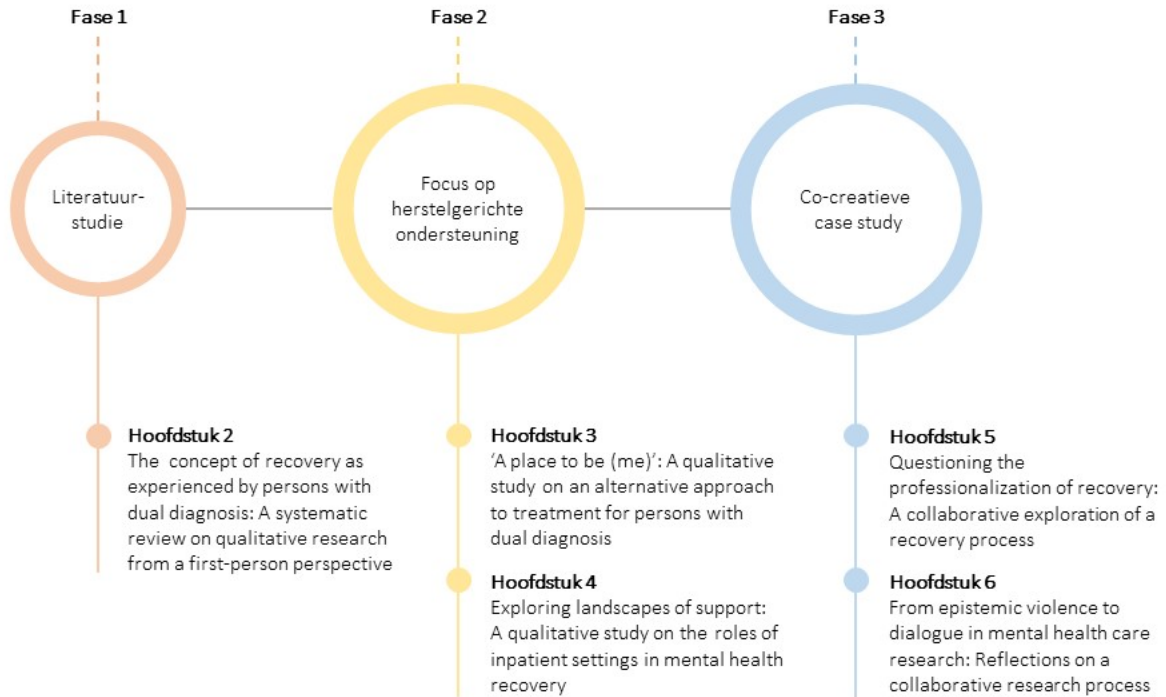 Fase 1
Fase 2
Fase 3
Literatuur-
studie
Focus op
herstelgerichte
ondersteuning
Co-creatieve
case study
Hoofdstuk 2
The concept of recovery as
experienced by persons with
dual diagnosis: A systematic
review on qualitative research
from a first-person perspective
Hoofdstuk 3
‘A place to be (me)’: A qualitative
study on an alternative approach
to treatment for persons with
dual diagnosis
Hoofdstuk 4
Exploring landscapes of support:
A qualitative study on the roles of
inpatient settings in mental health
recovery
Hoofdstuk 5
Questioning the
professionalization of recovery:
A collaborative exploration of a
recovery process
Hoofdstuk 6
From epistemic violence to
dialogue in mental health care
research: Reflections on a
collaborative research process